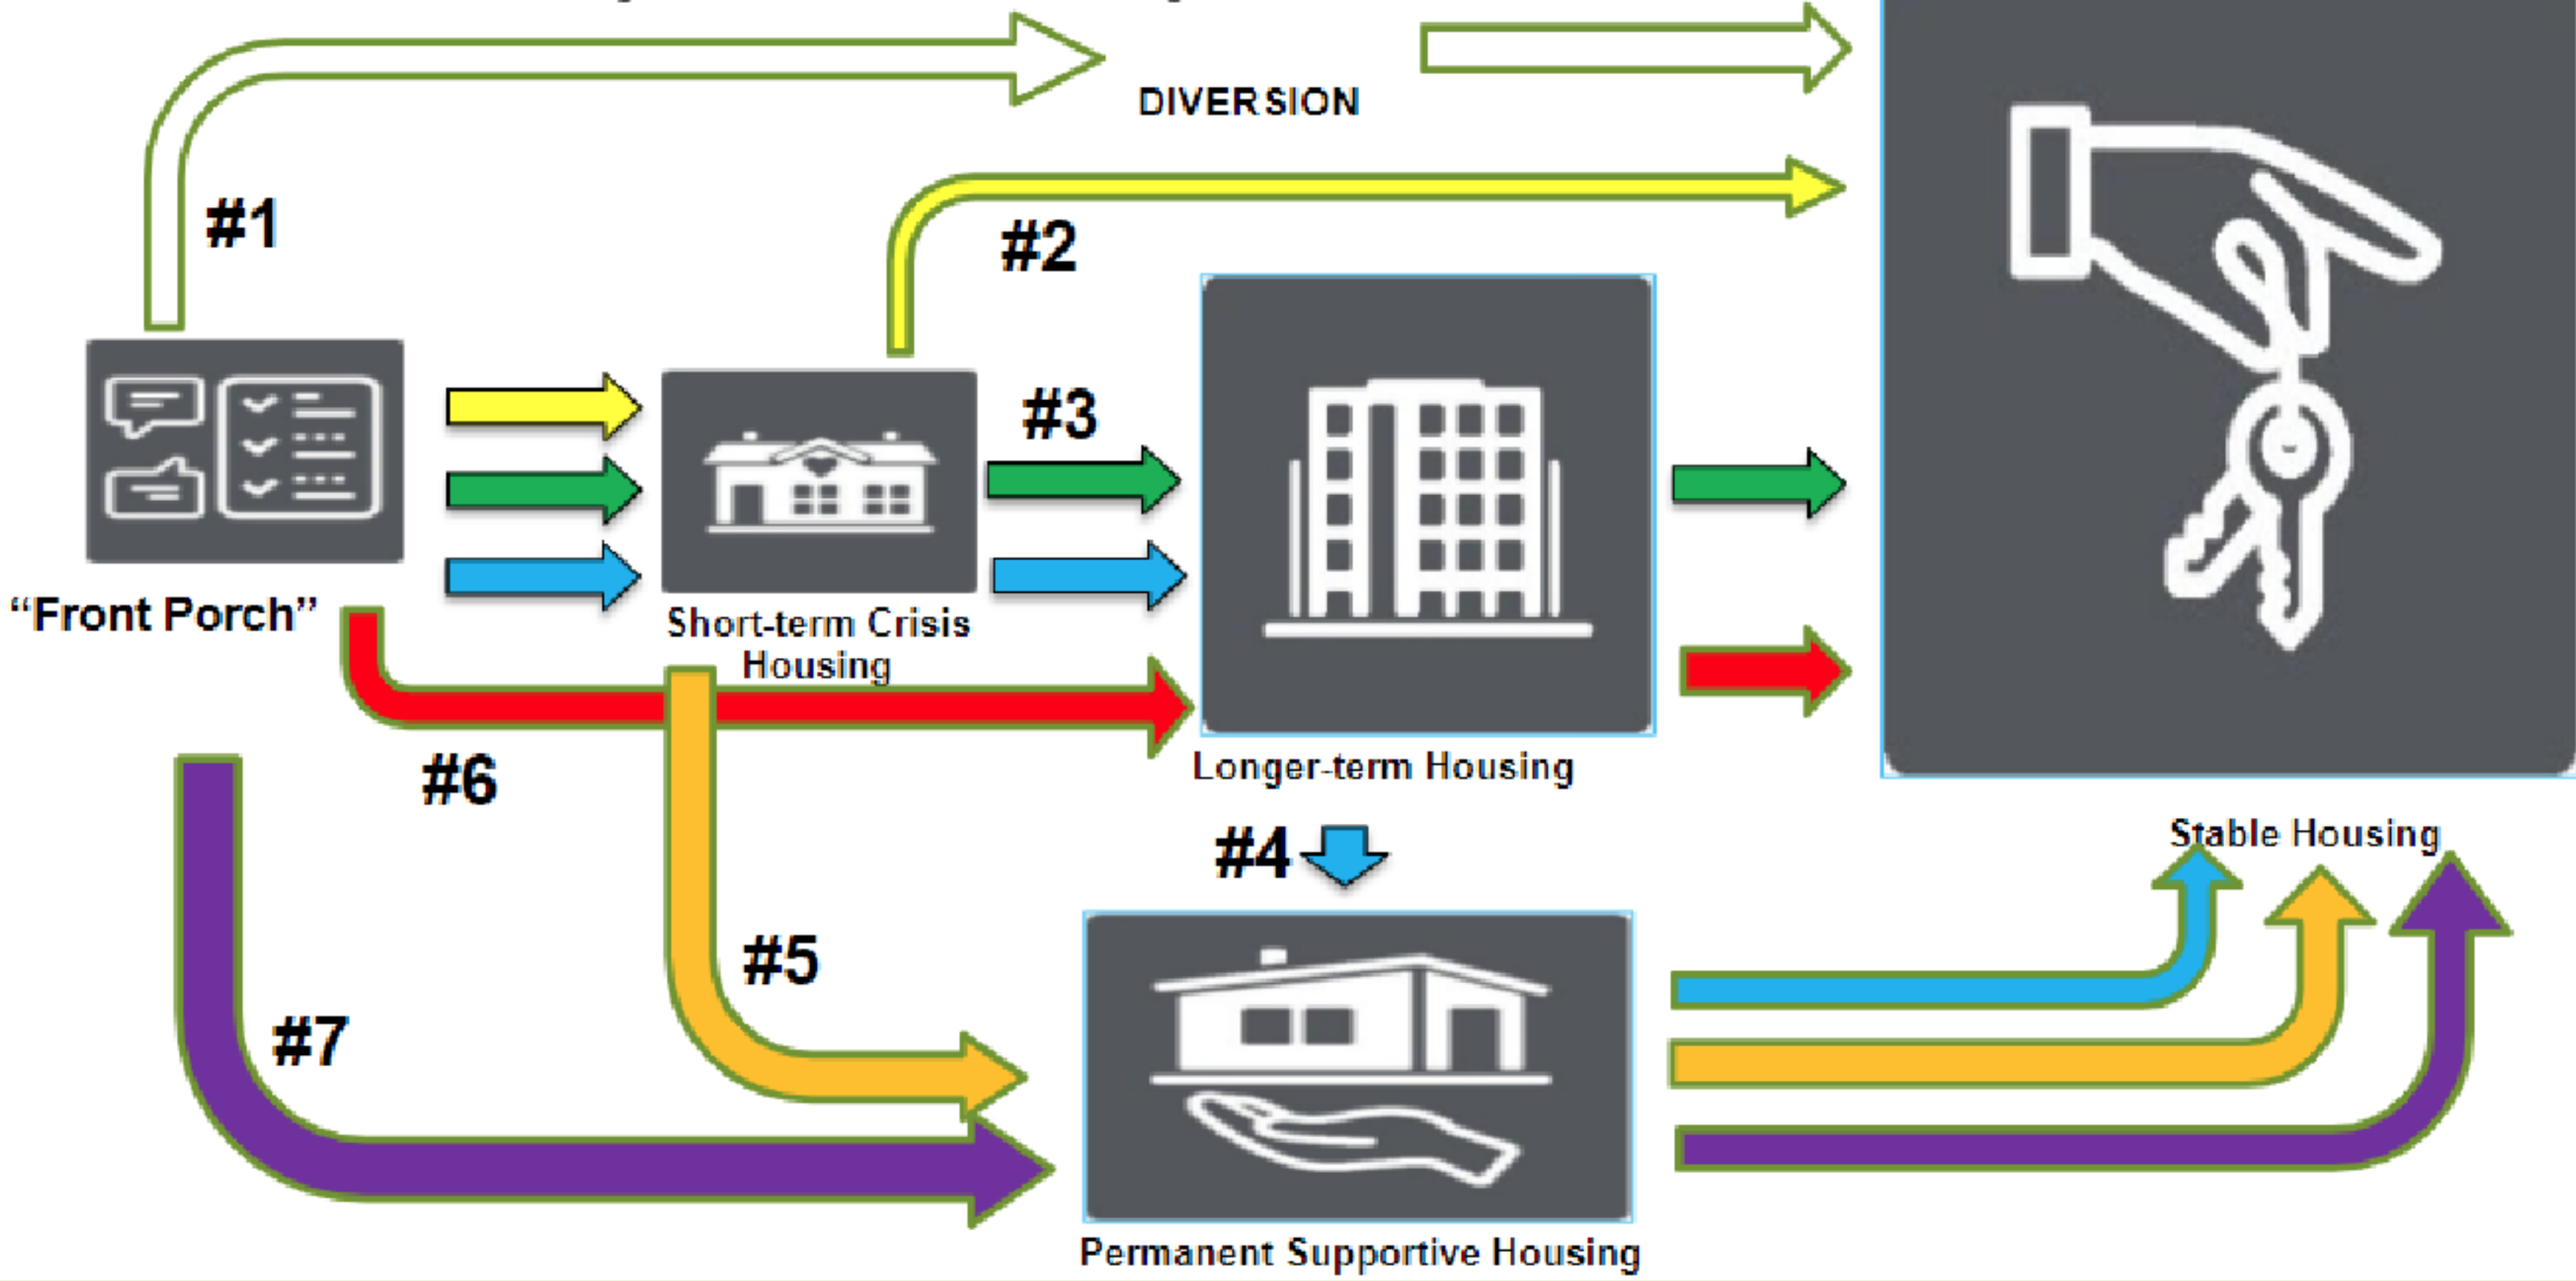 DIVERSION
#1
#2
#3
“Front Porch”
Short-term Crisis
Housing
#6
Longer-term Housing
#4
Stable Housing
#5
#7
Permanent Supportive Housing